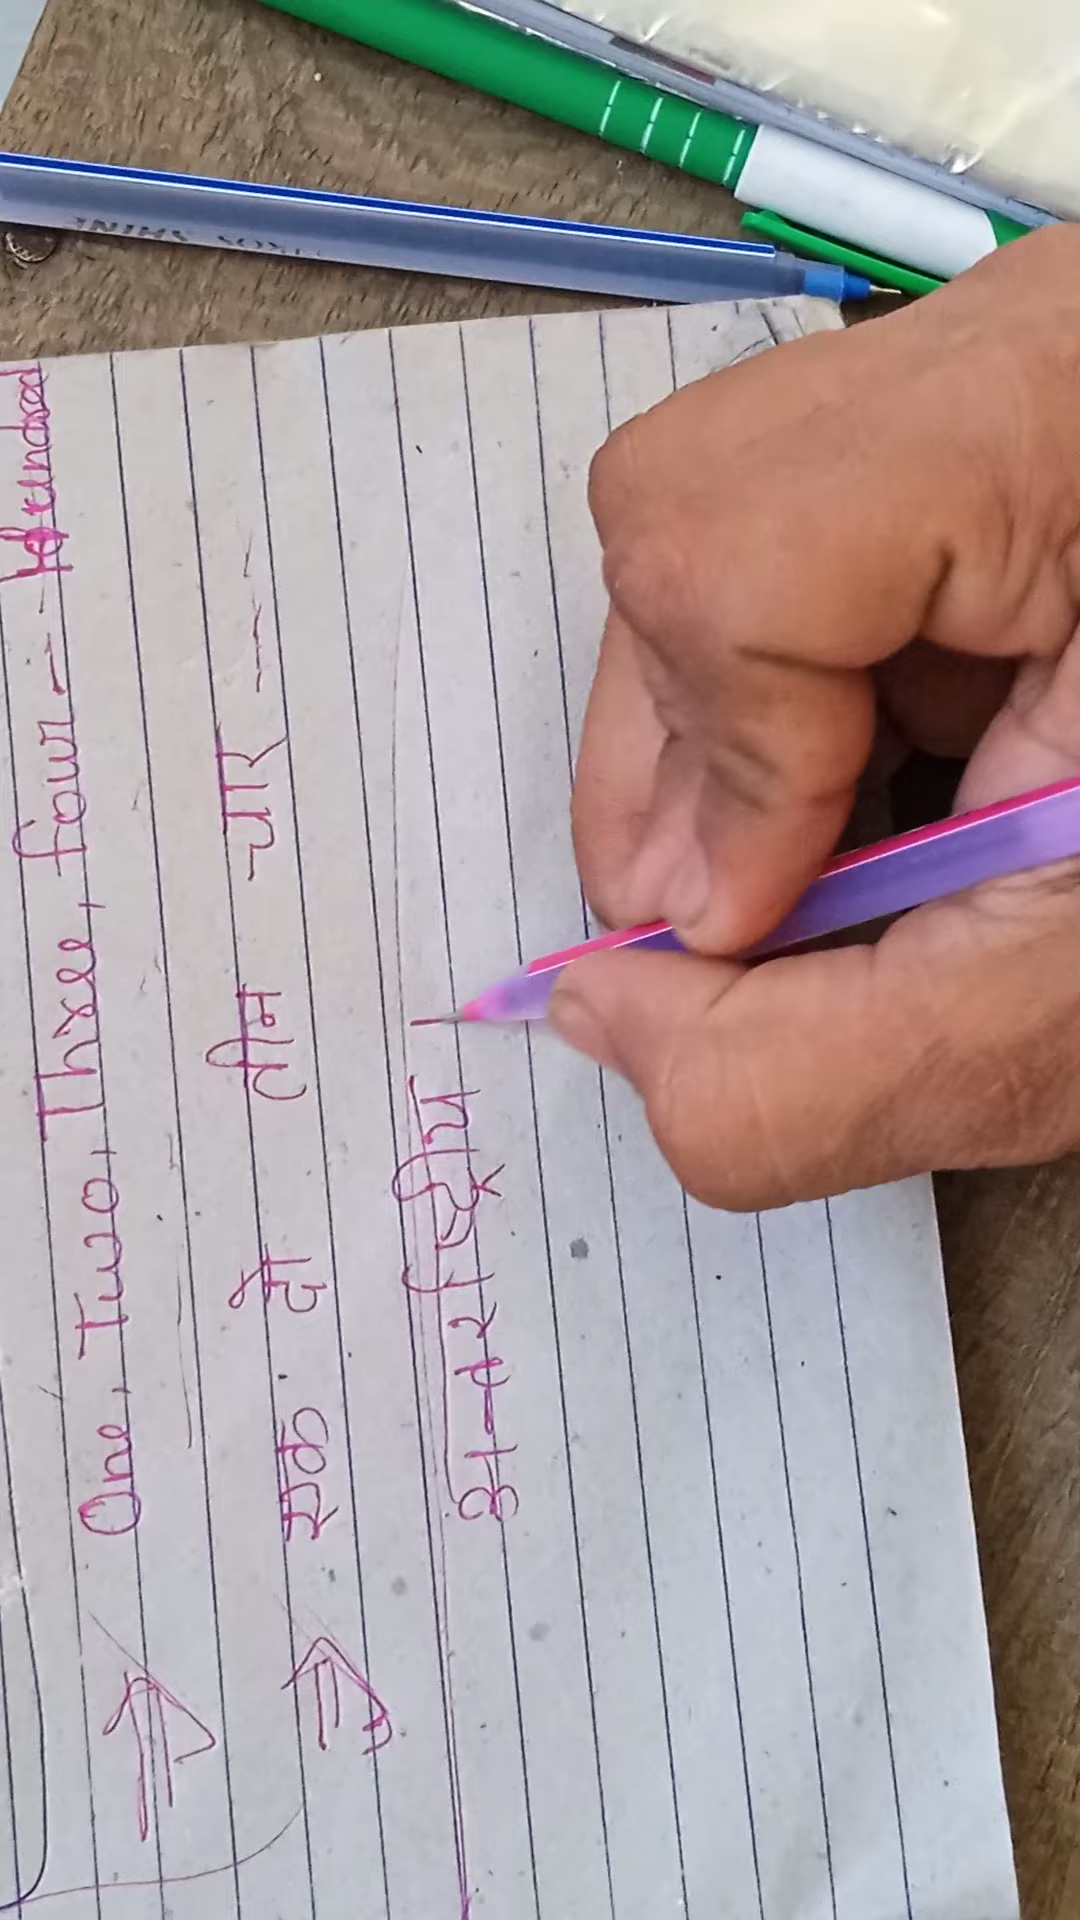 ⇒ One, Two, Three, four - - Hundred
⇒ एक दो तीन चार - - -
अन्तर्राष्ट्रीय